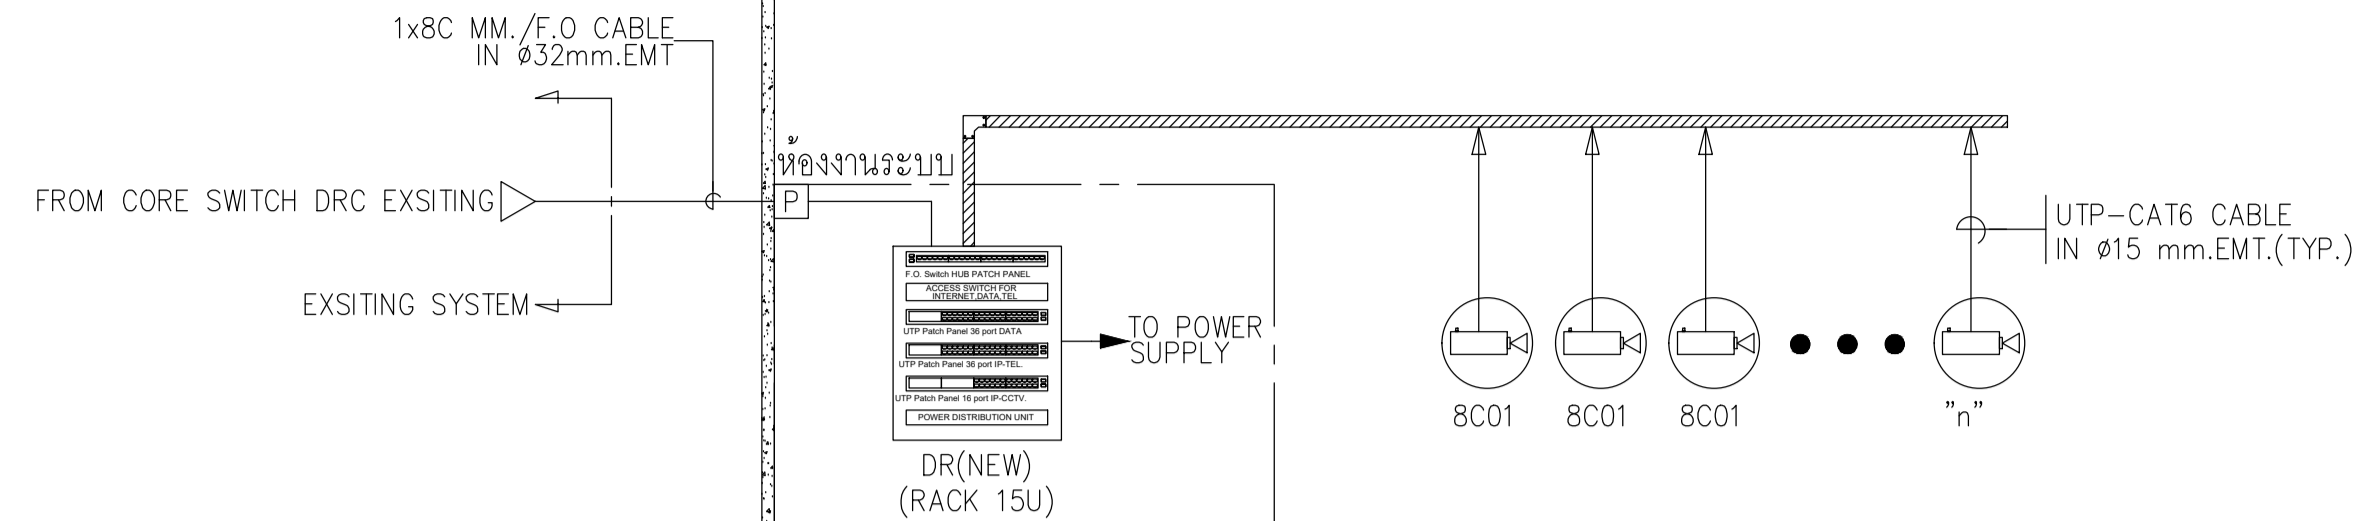 1x8C MM./F.O CABLE
IN ø32mm.EMT
ห้องงานระบบ
FROM CORE SWITCH DRC EXSITING
P
EXSITING SYSTEM
F.O. Switch HUB PATCH PANEL
ACCESS SWITCH FOR
INTERNET,DATA,TEL
UTP Patch Panel 36 port DATA
UTP Patch Panel 36 port IP-TEL.
UTP Patch Panel 16 port IP-CCTV.
POWER DISTRIBUTION UNIT
DR(NEW)
(RACK 15U)
TO POWER
SUPPLY
UTP-CAT6 CABLE
IN ø15 mm.EMT.(TYP.)
8C01
8C01
8C01
"n"